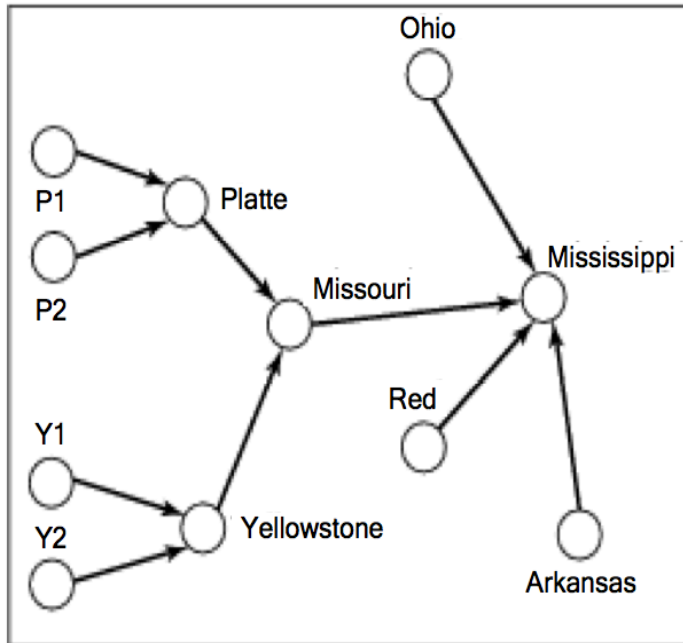 Ohio
P1
Platte
P2
Mississippi
Missouri
Red
Y1
Y2
Yellowstone
Arkansas